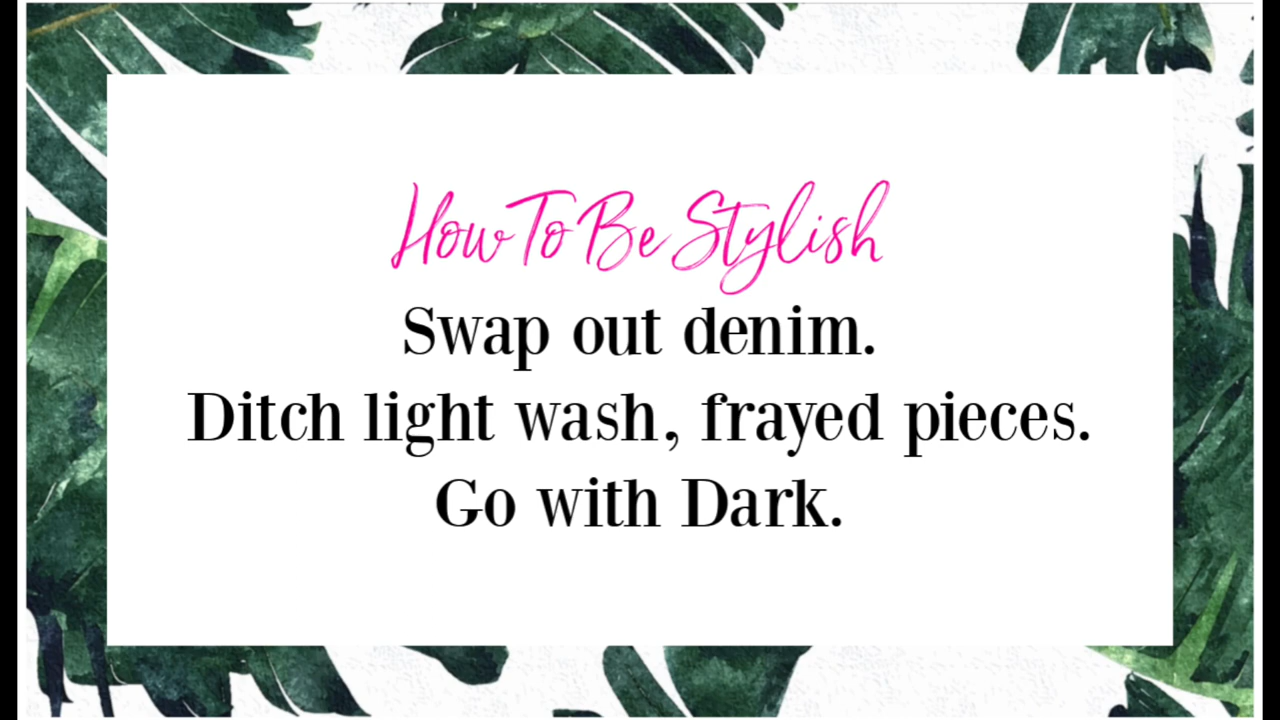 How To Be Stylish
Swap out denim.
Ditch light wash, frayed pieces.
Go with Dark.